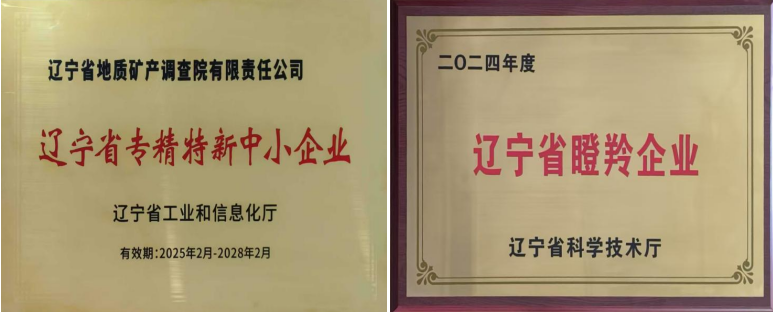 辽宁省地质矿产调查院有限责任公司
辽宁省专精特新中小企业
辽宁省工业和信息化厅
有效期:2025年2月-2028年2月
二〇二四年度
辽宁省瞪羚企业
辽宁省科学技术厅